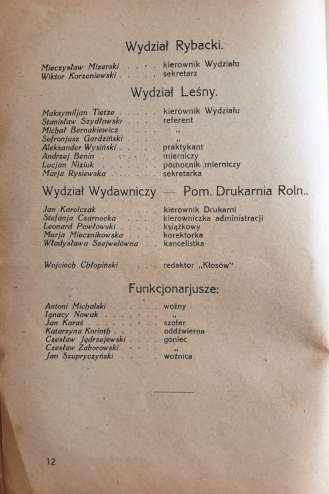 Wydział Rybacki.
Mieczysław Mizerski . . . kierownik Wydziału
Wiktor Korzeniewski . . . sekretarz
Wydział Leśny.
Maksymiljan Tietze . . . kierownik Wydziału
Stanisław Szydłowski . . . referent
Michał Bernakiewicz . . . „
Sofronjusz Gardziński . . . „
Aleksander Wysiński . . . praktykant
Andrzej Benin . . . mierniczy
Lucjan Niziuk . . . pomocnik mierniczy
Marja Rysiewska . . . sekretarka
Wydział Wydawniczy — Pom. Drukarnia Roln..
Jan Karolczak . . . kierownik Drukarni
Stefanja Csarnocka . . . kierowniczka administracji
Leonard Pawłowski . . . książkowy
Marja Miecznikowska . . . korektorka
Władysława Szajwelówna . . . kancelistka
Wojciech Chłopiński . . . redaktor „Kłosów”
Funkcjonarjusze:
Antoni Michalski . . . woźny
Ignacy Nowak . . . „
Jan Karaś . . . szofer
Katarzyna Korinth . . . oddźwierna
Czesław Jędrzejewski . . . goniec
Czesław Zaborowski . . . „
Jan Szupryczyński . . . woźnica
12